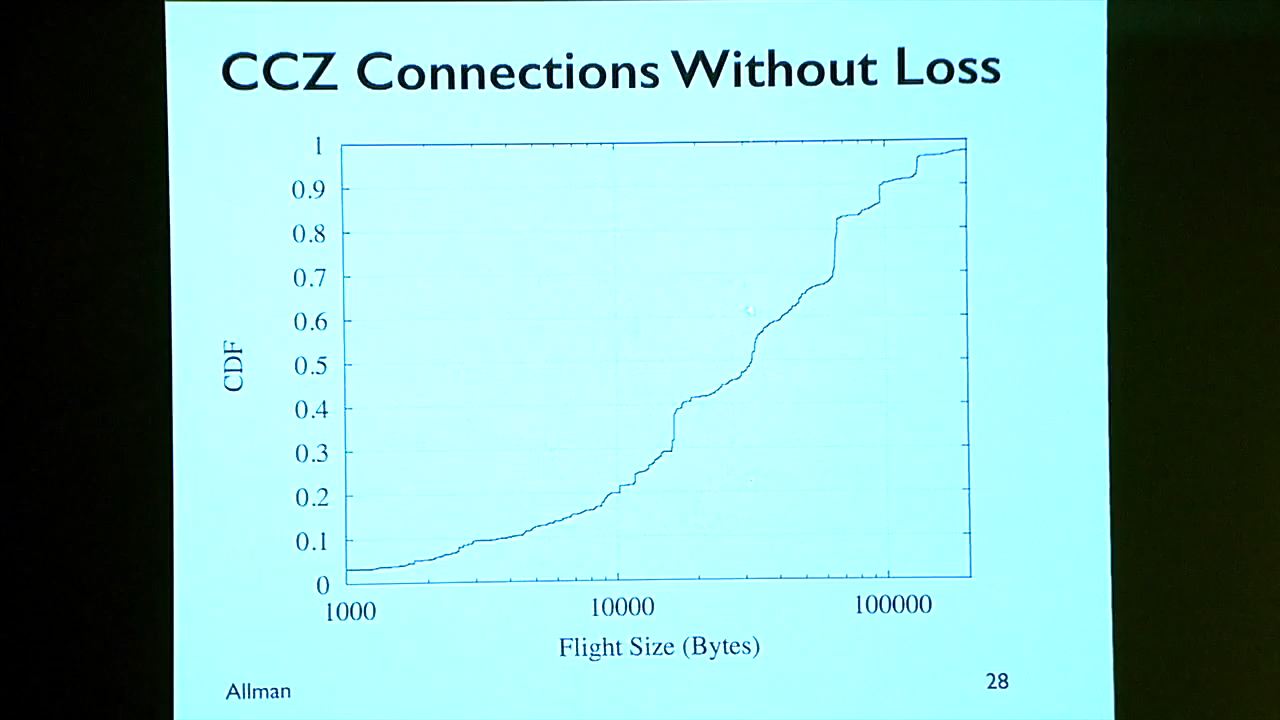 CCZ Connections Without Loss
1
0.9
0.8
0.7
0.6
0.5
0.4
0.3
0.2
0.1
0
CDF
1000 10000 100000
Flight Size (Bytes)
Allman 28